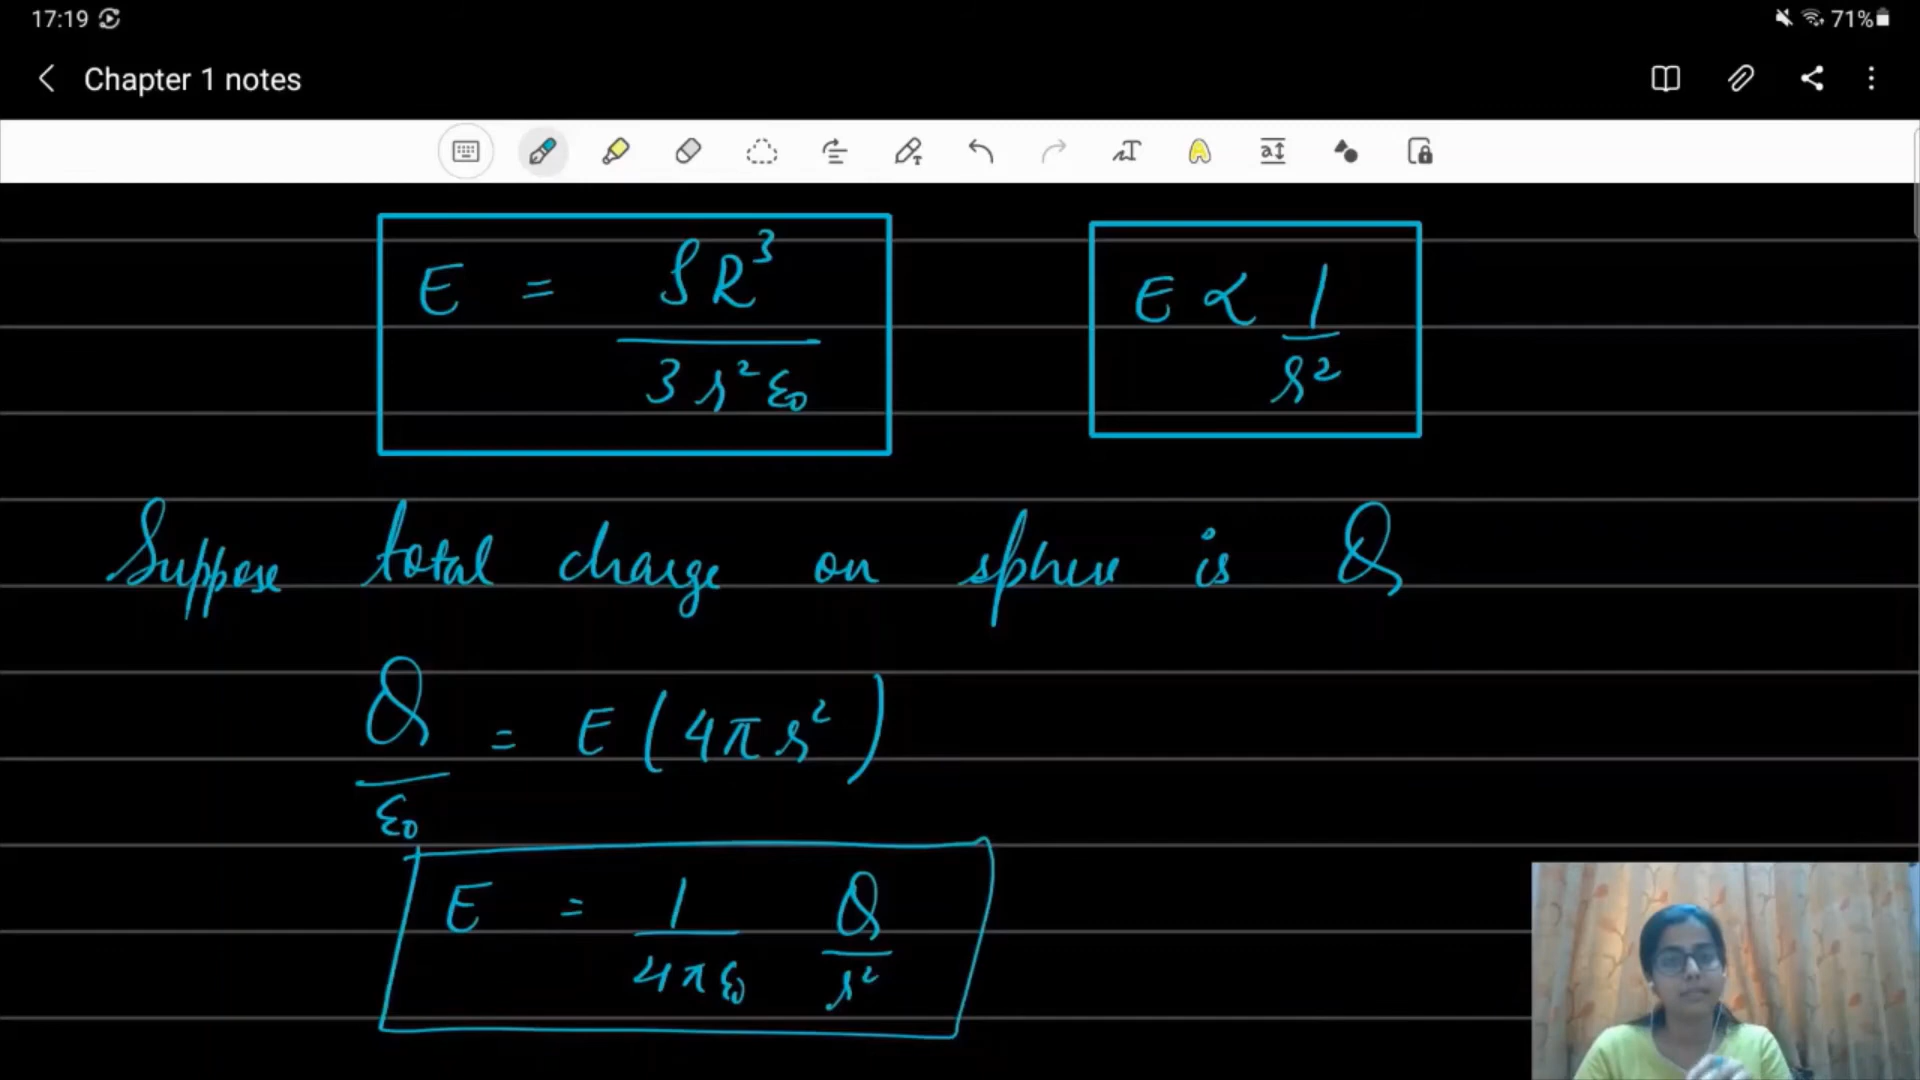 17:19
71%
Chapter 1 notes
E = ρR³ / 3r²ε₀
E ∝ 1/r²
Suppose total charge on sphere is Q
Q/ε₀ = E(4πr²)
E = 1/4πε₀ Q/r²